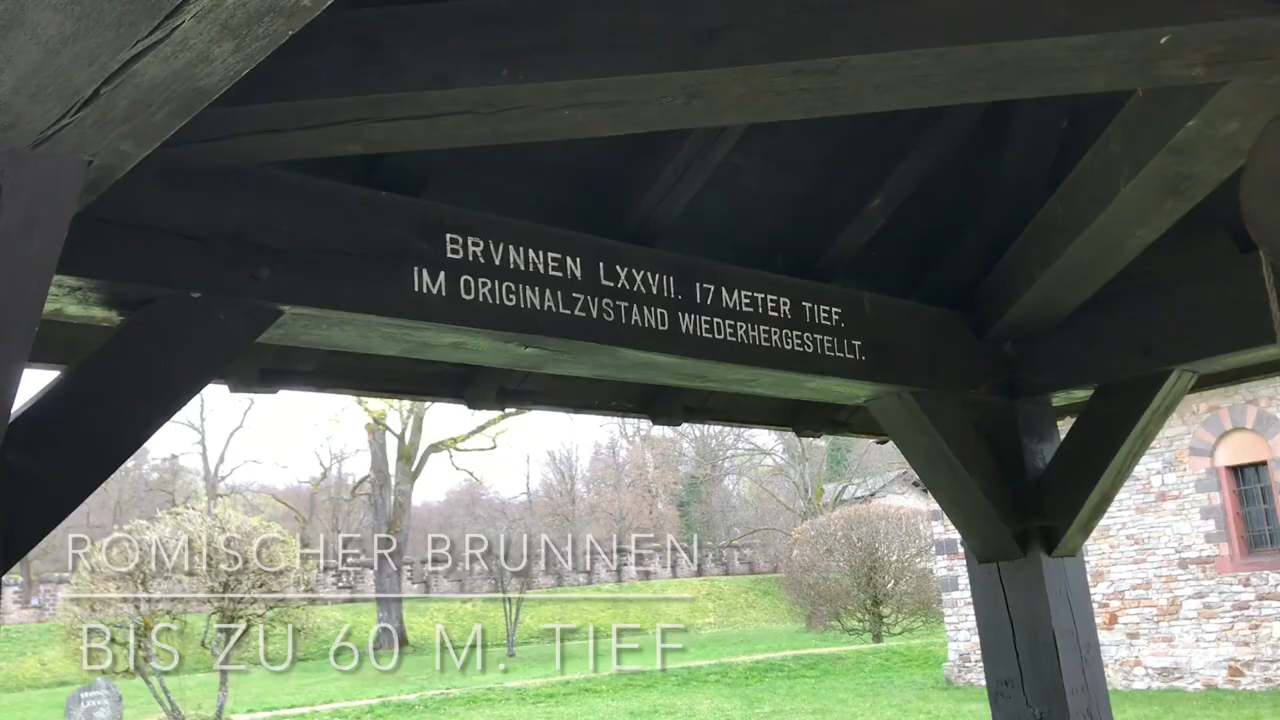 BRVNNEN LXXVII. 17 METER TIEF.
IM ORIGINALZVSTAND WIEDERHERGESTELLT.
RÖMISCHER BRUNNEN
BIS ZU 60 M. TIEF